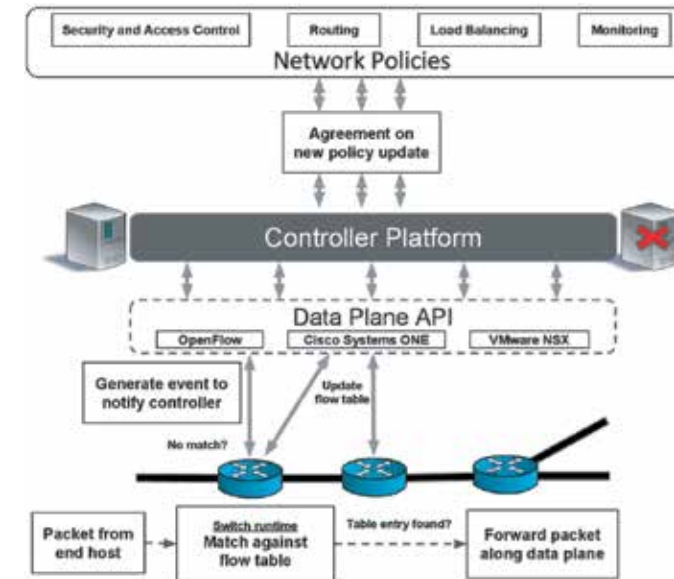 Security and Access Control
Routing
Load Balancing
Monitoring
Network Policies
Agreement on
new policy update
Controller Platform
Data Plane API
OpenFlow
Cisco Systems ONE
VMware NSX
Generate event to
notify controller
Update
flow table
No match?
Packet from
end host
Switch runtime
Match against
flow table
Table entry found?
Forward packet
along data plane